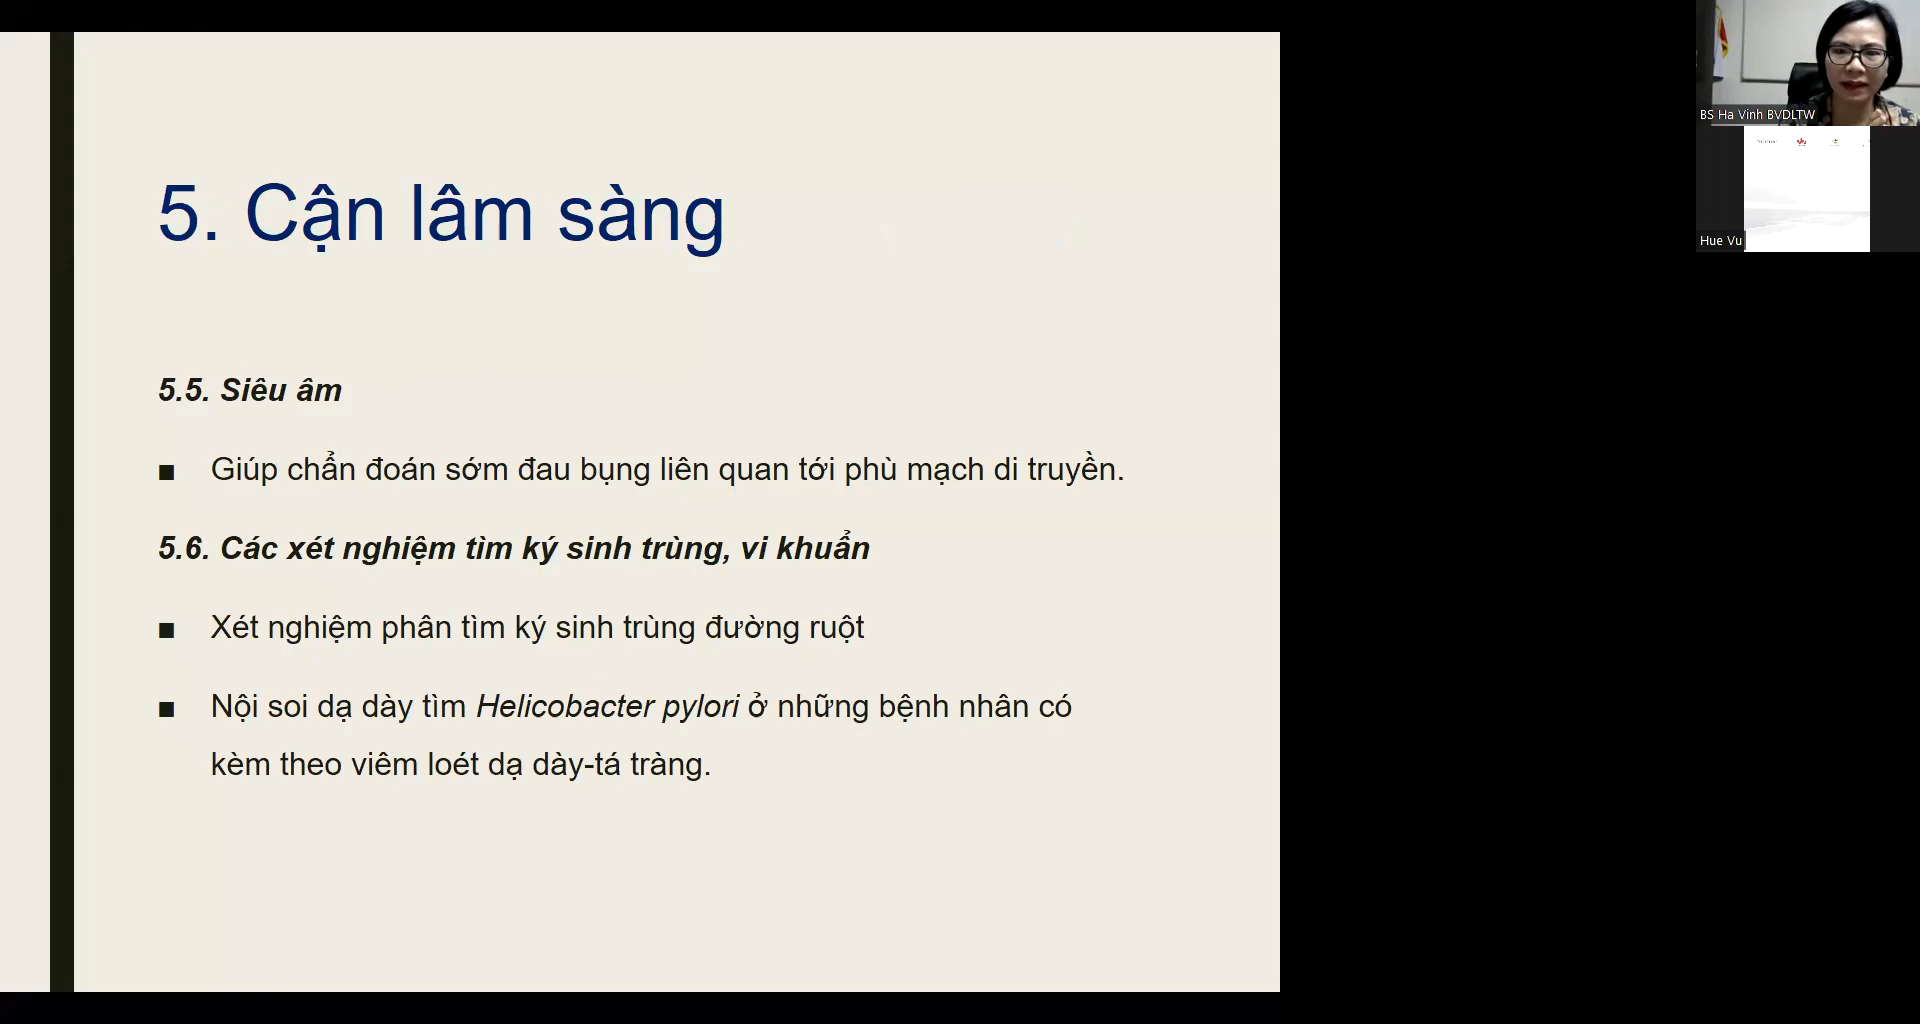 5. Cận lâm sàng
5.5. Siêu âm
■ Giúp chẩn đoán sớm đau bụng liên quan tới phù mạch di truyền.
5.6. Các xét nghiệm tìm ký sinh trùng, vi khuẩn
■ Xét nghiệm phân tìm ký sinh trùng đường ruột
■ Nội soi dạ dày tìm Helicobacter pylori ở những bệnh nhân có
kèm theo viêm loét dạ dày-tá tràng.
BS Ha Vinh BVDLTW
Hue Vu